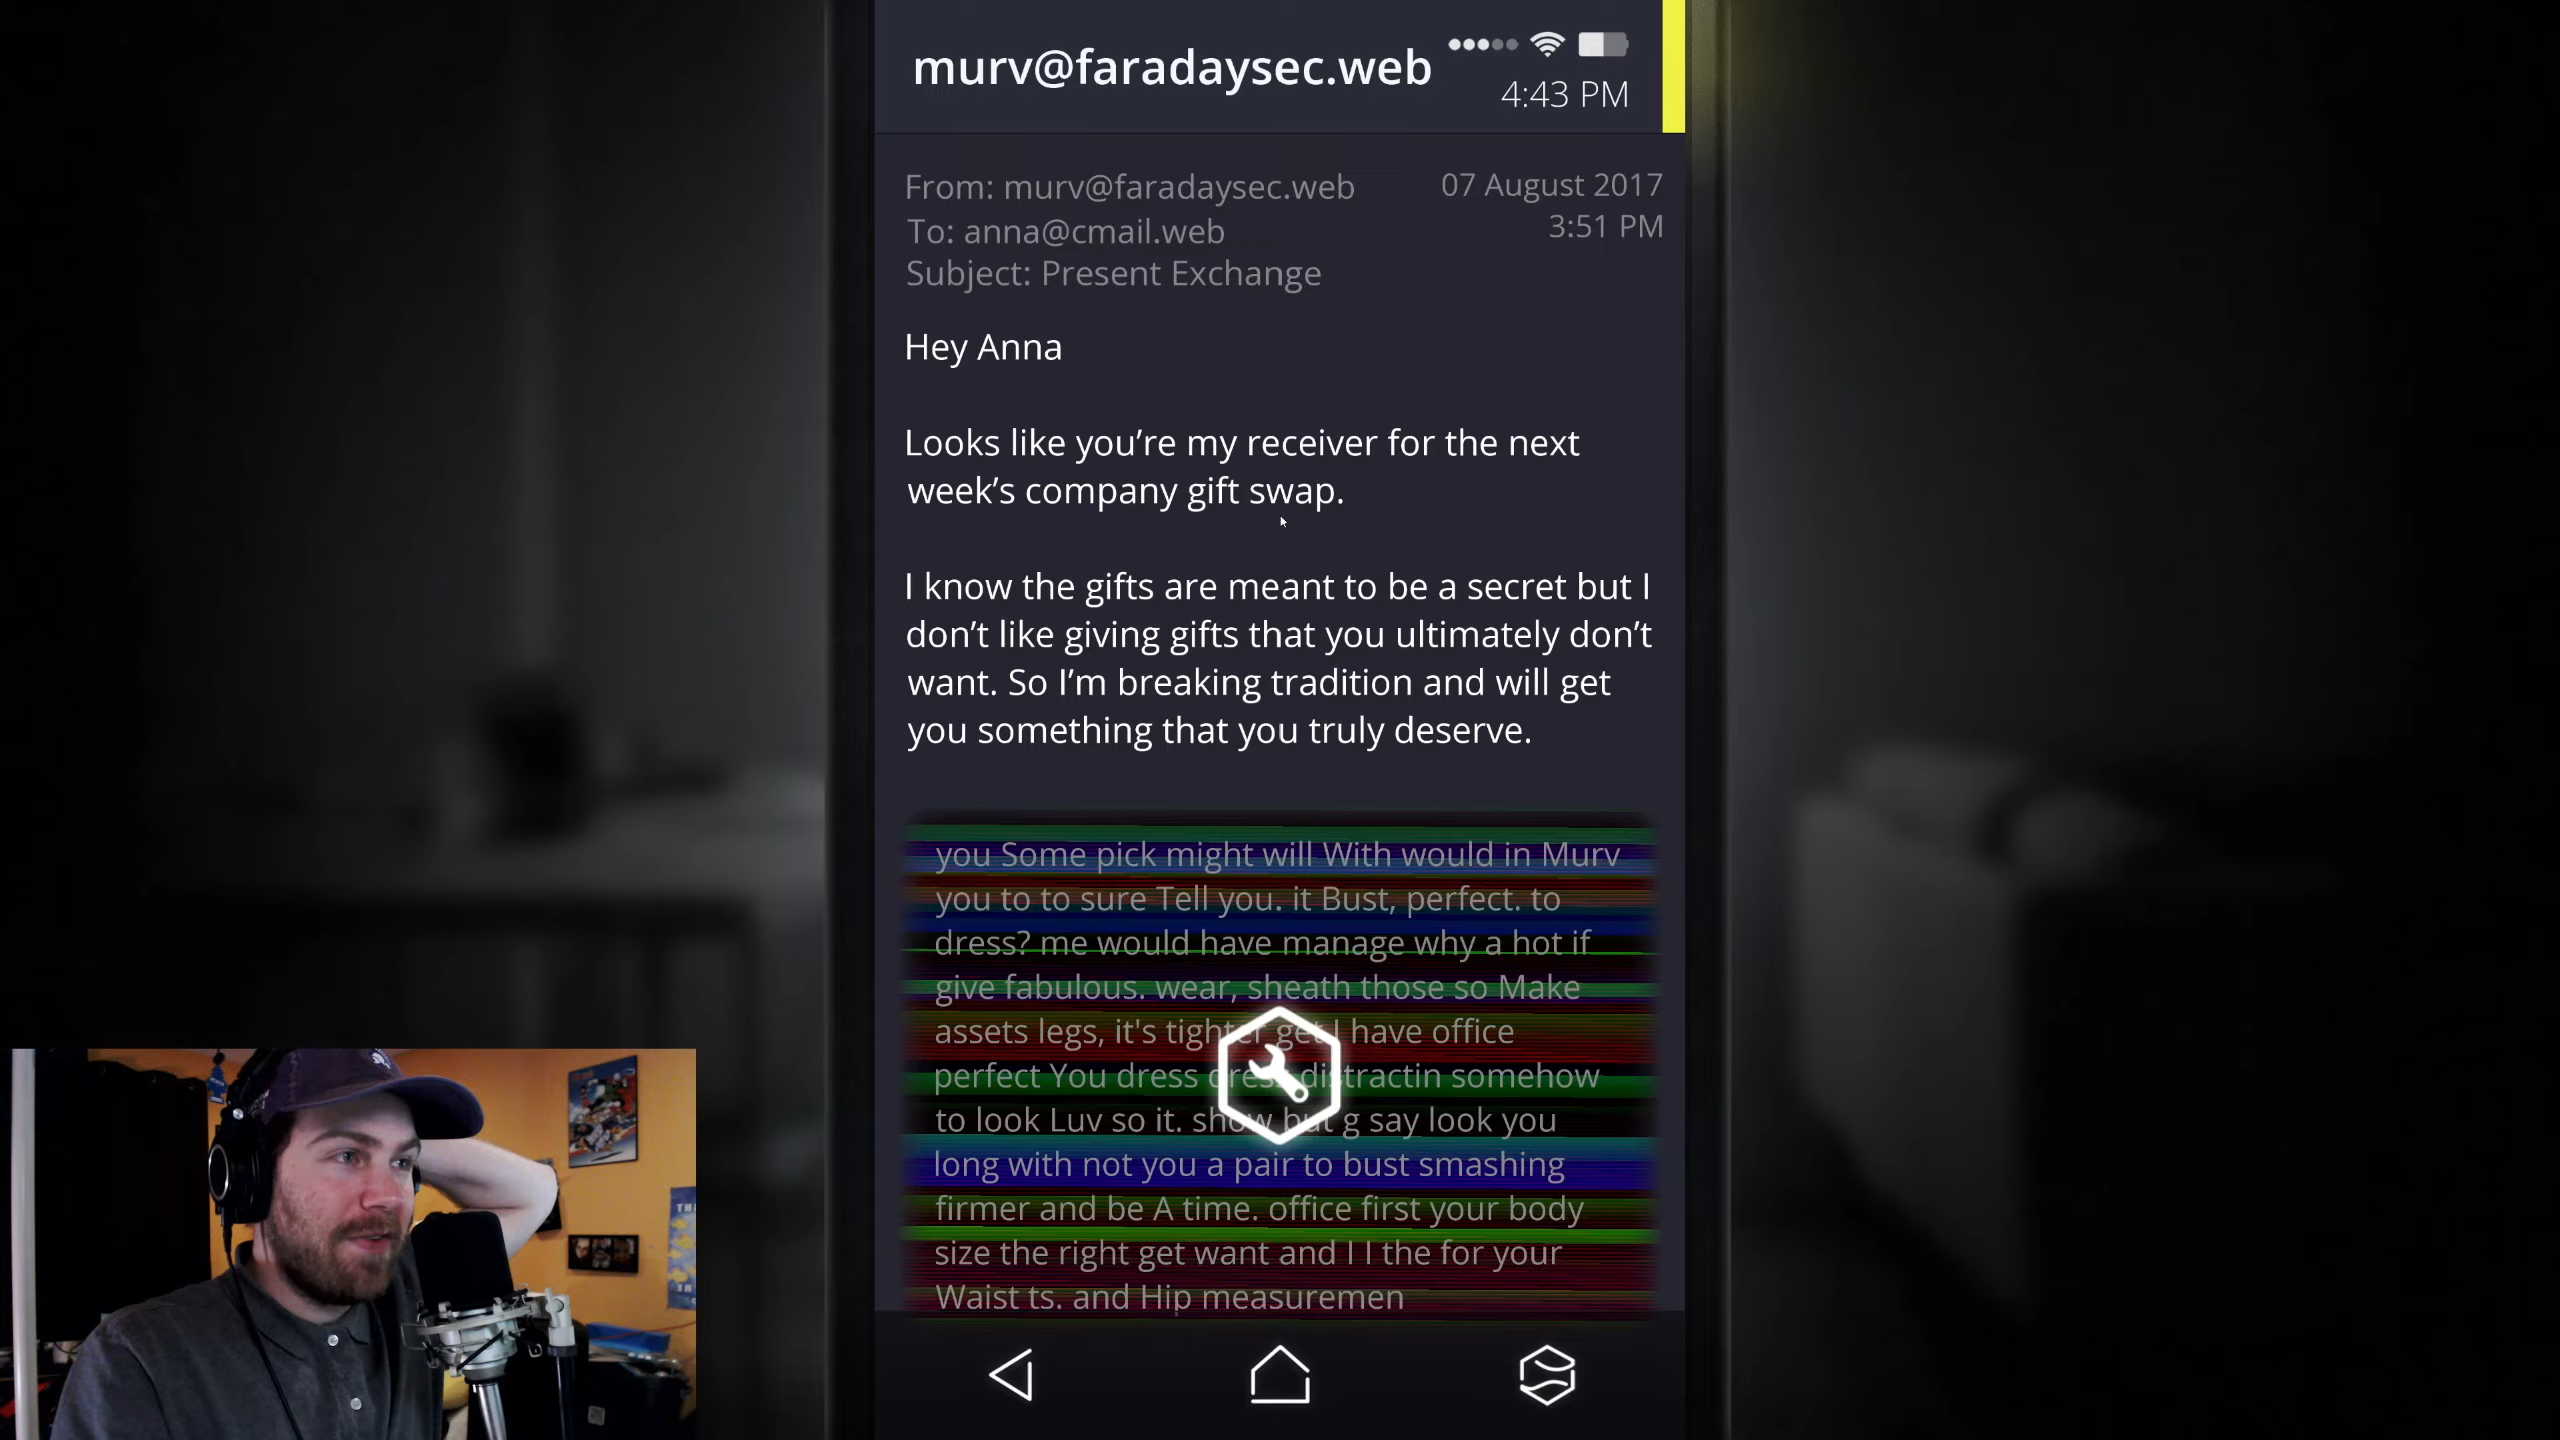 murv@faradaysec.web
4:43 PM
From: murv@faradaysec.web
07 August 2017
3:51 PM
To: anna@cmail.web
Subject: Present Exchange
Hey Anna
Looks like you’re my receiver for the next
week’s company gift swap.
I know the gifts are meant to be a secret but I
don’t like giving gifts that you ultimately don’t
want. So I’m breaking tradition and will get
you something that you truly deserve.
you Some pick might will With would in Murv
you to to sure Tell you. it Bust, perfect. to
dress? me would have manage why a hot if
give fabulous. wear, sheath those so Make
assets legs, it's tighter get I have office
perfect You dress dress distractin somehow
to look Luv so it. show but g say look you
long with not you a pair to bust smashing
firmer and be A time. office first your body
size the right get want and I I the for your
Waist ts. and Hip measuremen